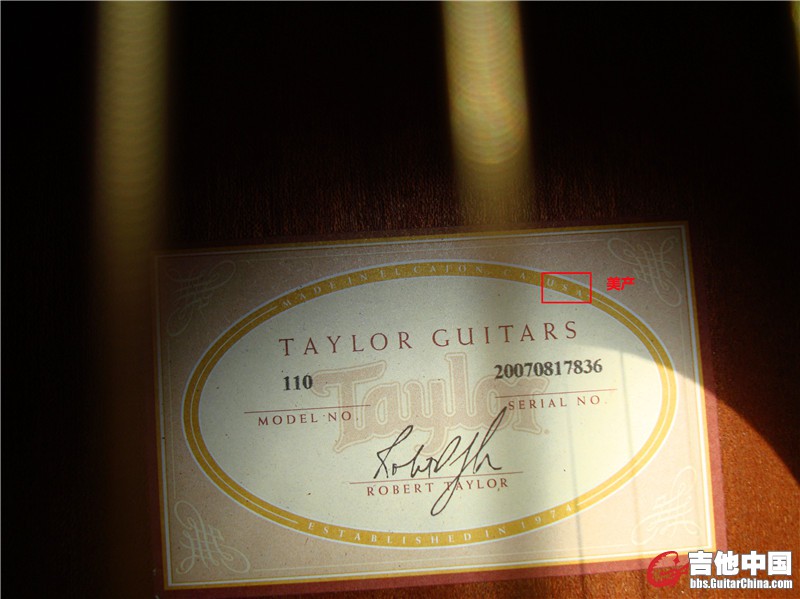 MADE IN EL CAJON, CA, USA
美产
TAYLOR GUITARS
Taylor
110 20070817836
MODEL NO. SERIAL NO.
ROBERT TAYLOR
ESTABLISHED IN 1974
吉他中国
bbs.GuitarChina.com